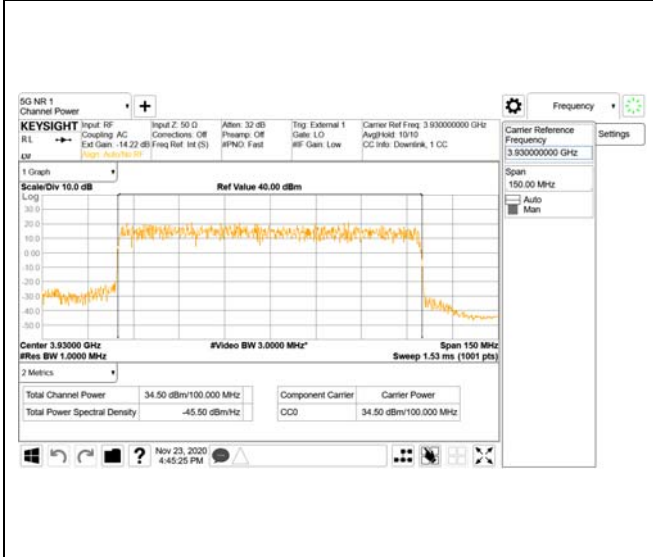 5G NR 1
Channel Power
Frequency
KEYSIGHT
RL
Input: RF
Coupling: AC
Ext Gain: -14.22 dB
Align: Auto/No RF
Input Z: 50 Ω
Corrections: Off
Freq Ref: Int (S)
Atten: 32 dB
Preamp: Off
#PNO: Fast
Trig: External 1
Gate: LO
#IF Gain: Low
Carrier Ref Freq: 3.930000000 GHz
Avg|Hold: 10/10
CC Info: Downlink, 1 CC
Carrier Reference
Frequency
3.930000000 GHz
Settings
Span
150.00 MHz
Auto
Man
1 Graph
Scale/Div 10.0 dB
Ref Value 40.00 dBm
Log
30.0
20.0
10.0
0.00
-10.0
-20.0
-30.0
-40.0
-50.0
Center 3.93000 GHz
#Video BW 3.0000 MHz*
Span 150 MHz
#Res BW 1.0000 MHz
Sweep 1.53 ms (1001 pts)
2 Metrics
Total Channel Power 34.50 dBm/100.000 MHz
Total Power Spectral Density -45.50 dBm/Hz
Component Carrier Carrier Power
CC0 34.50 dBm/100.000 MHz
?
Nov 23, 2020
4:45:25 PM